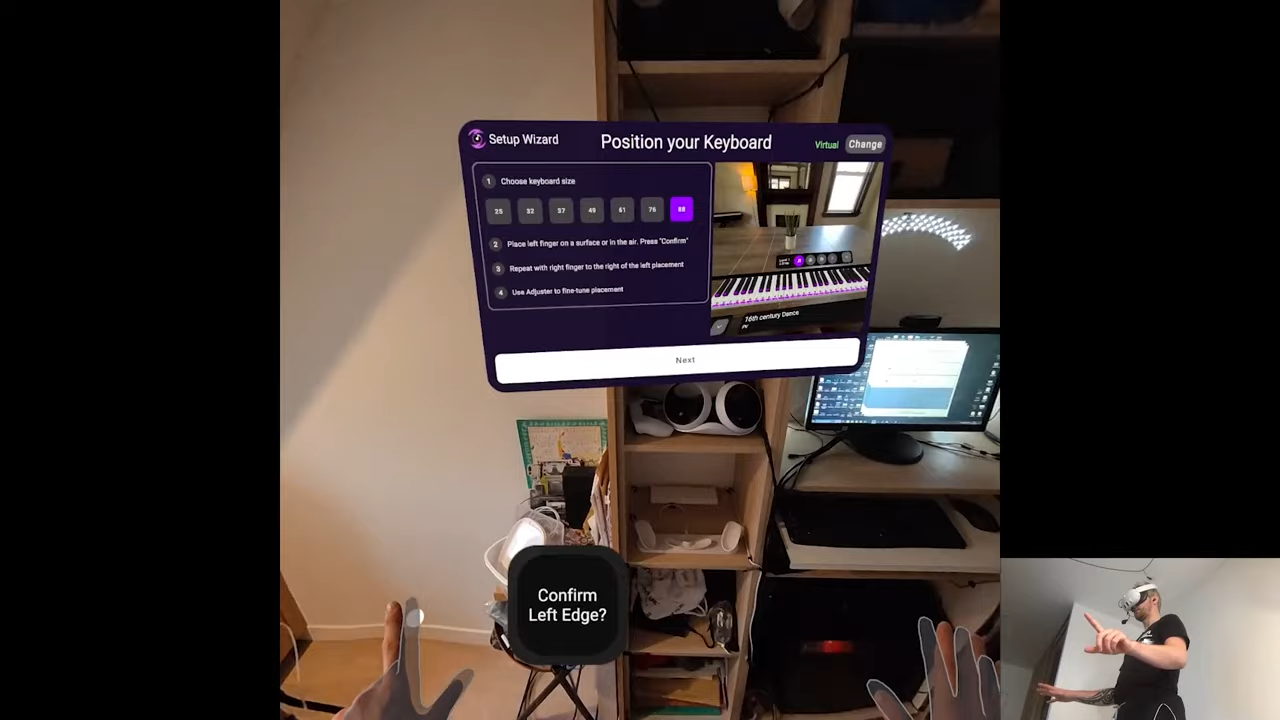 Setup Wizard
Position your Keyboard
Virtual
Change
1 Choose keyboard size
25 32 37 49 61 76 88
2 Place left finger on a surface or in the air. Press "Confirm"
3 Repeat with right finger to the right of the left placement
4 Use Adjuster to fine-tune placement
16th century Dance
Next
Confirm
Left Edge?